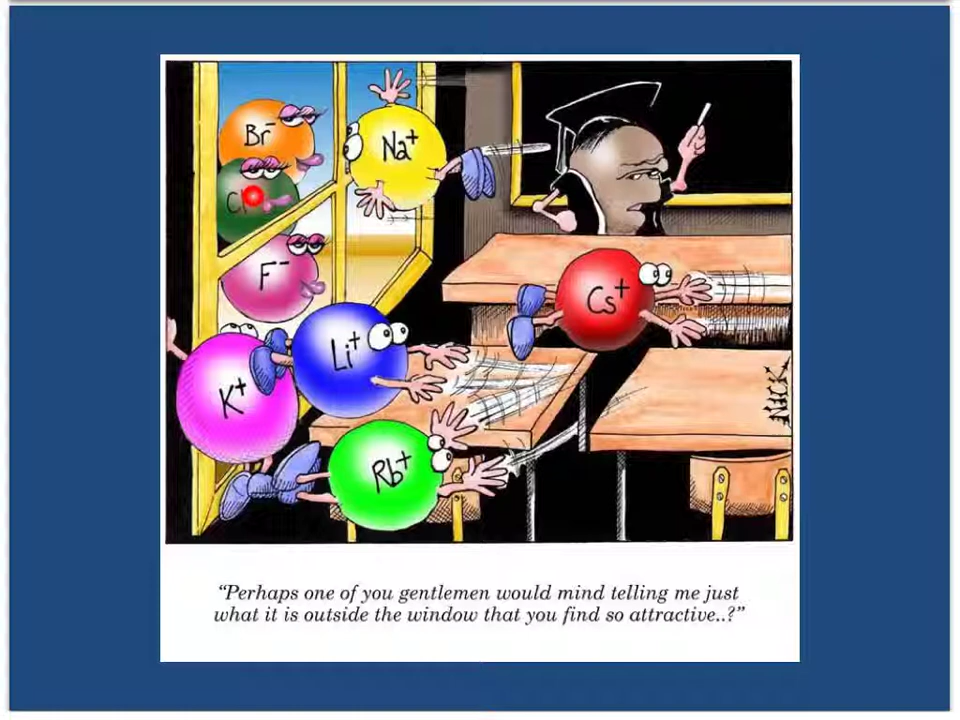 Br⁻
Na⁺
Cl
F⁻
Cs⁺
Li⁺
K⁺
Rb⁺
NICK
“Perhaps one of you gentlemen would mind telling me just
what it is outside the window that you find so attractive..?”